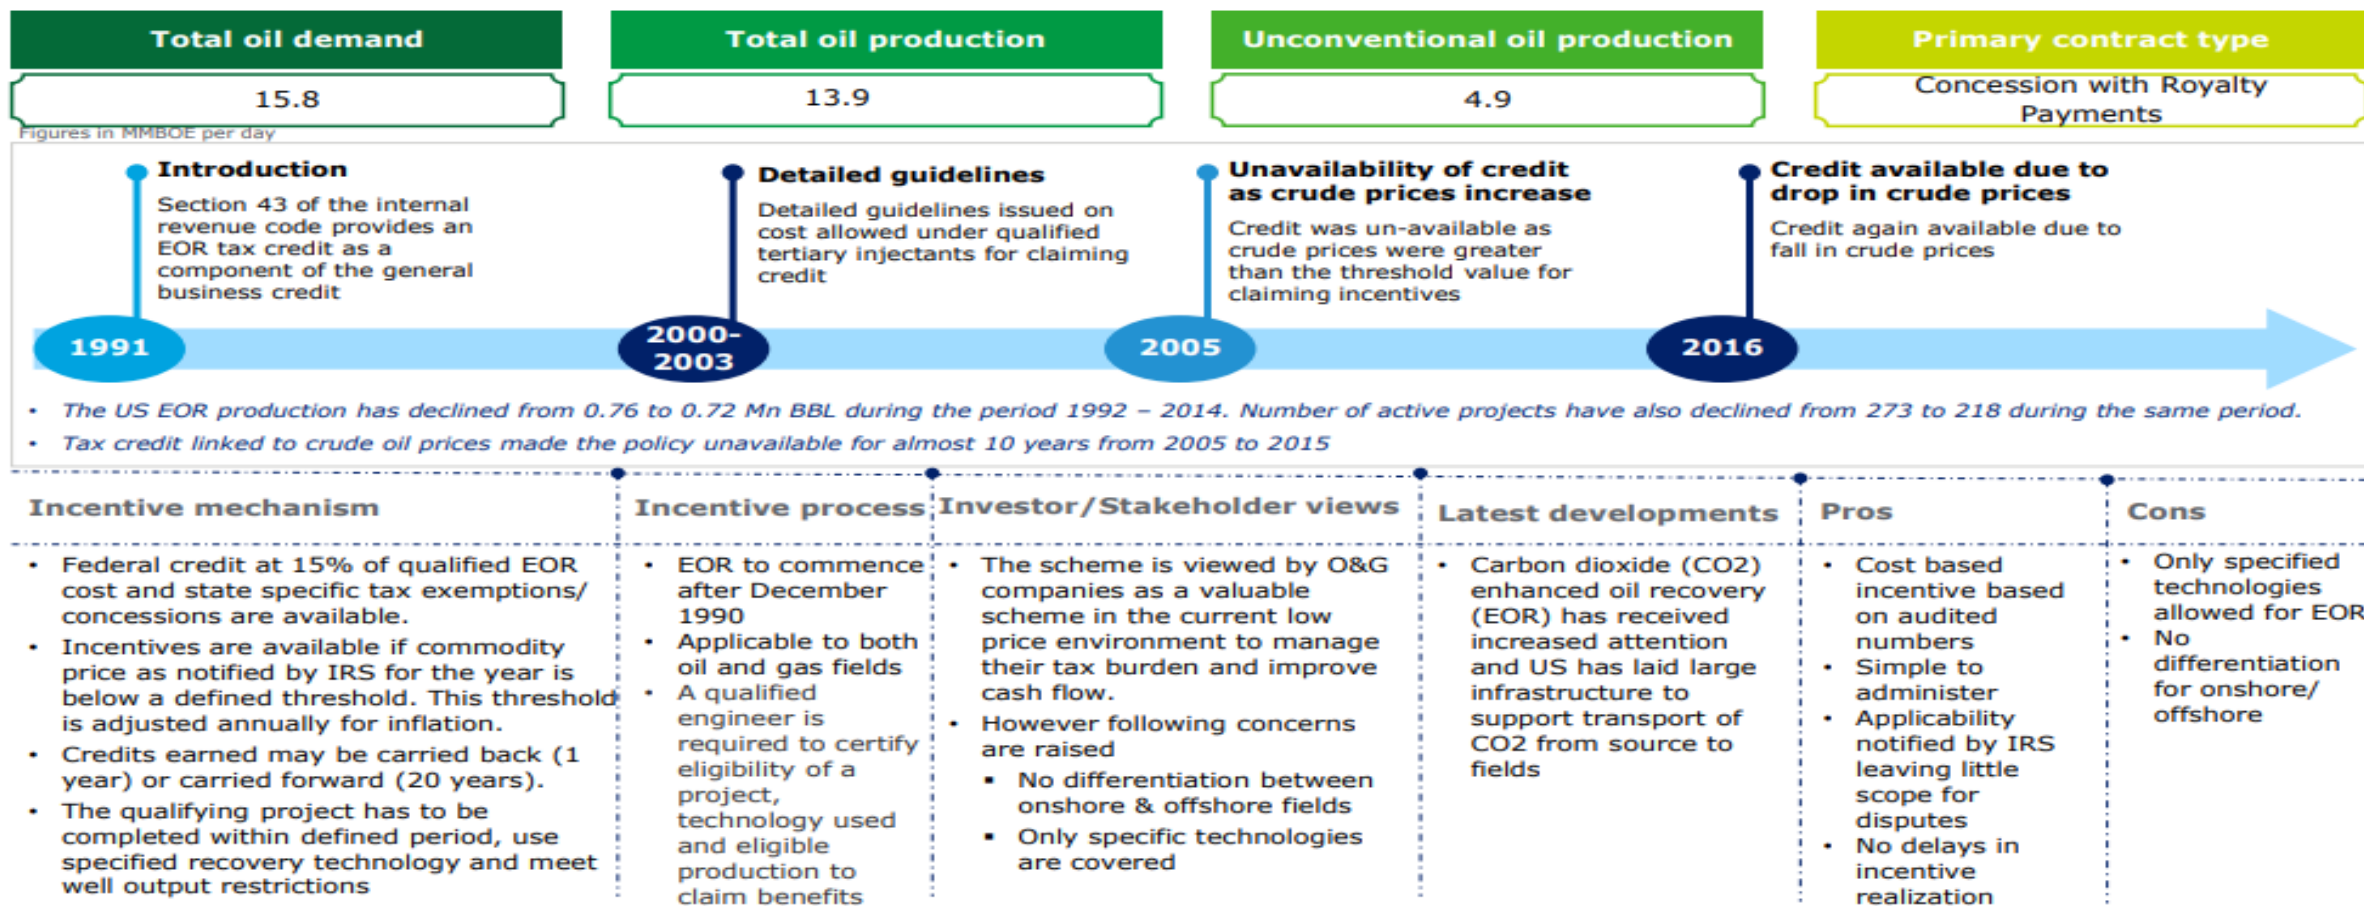 Total oil demand
15.8
Total oil production
13.9
Unconventional oil production
4.9
Primary contract type
Concession with Royalty
Payments
Figures in MMBOE per day
Introduction
Section 43 of the internal
revenue code provides an
EOR tax credit as a
component of the general
business credit
1991
Detailed guidelines
Detailed guidelines issued on
cost allowed under qualified
tertiary injectants for claiming
credit
2000-
2003
Unavailability of credit
as crude prices increase
Credit was un-available as
crude prices were greater
than the threshold value for
claiming incentives
2005
Credit available due to
drop in crude prices
Credit again available due to
fall in crude prices
2016
• The US EOR production has declined from 0.76 to 0.72 Mn BBL during the period 1992 – 2014. Number of active projects have also declined from 273 to 218 during the same period.
• Tax credit linked to crude oil prices made the policy unavailable for almost 10 years from 2005 to 2015
Incentive mechanism
• Federal credit at 15% of qualified EOR
cost and state specific tax exemptions/
concessions are available.
• Incentives are available if commodity
price as notified by IRS for the year is
below a defined threshold. This threshold
is adjusted annually for inflation.
• Credits earned may be carried back (1
year) or carried forward (20 years).
• The qualifying project has to be
completed within defined period, use
specified recovery technology and meet
well output restrictions
Incentive process
• EOR to commence
after December
1990
• Applicable to both
oil and gas fields
• A qualified
engineer is
required to certify
eligibility of a
project,
technology used
and eligible
production to
claim benefits
Investor/Stakeholder views
• The scheme is viewed by O&G
companies as a valuable
scheme in the current low
price environment to manage
their tax burden and improve
cash flow.
• However following concerns
are raised
▪ No differentiation between
onshore & offshore fields
▪ Only specific technologies
are covered
Latest developments
• Carbon dioxide (CO2)
enhanced oil recovery
(EOR) has received
increased attention
and US has laid large
infrastructure to
support transport of
CO2 from source to
fields
Pros
• Cost based
incentive based
on audited
numbers
• Simple to
administer
• Applicability
notified by IRS
leaving little
scope for
disputes
• No delays in
incentive
realization
Cons
• Only specified
technologies
allowed for EOR
• No
differentiation
for onshore/
offshore